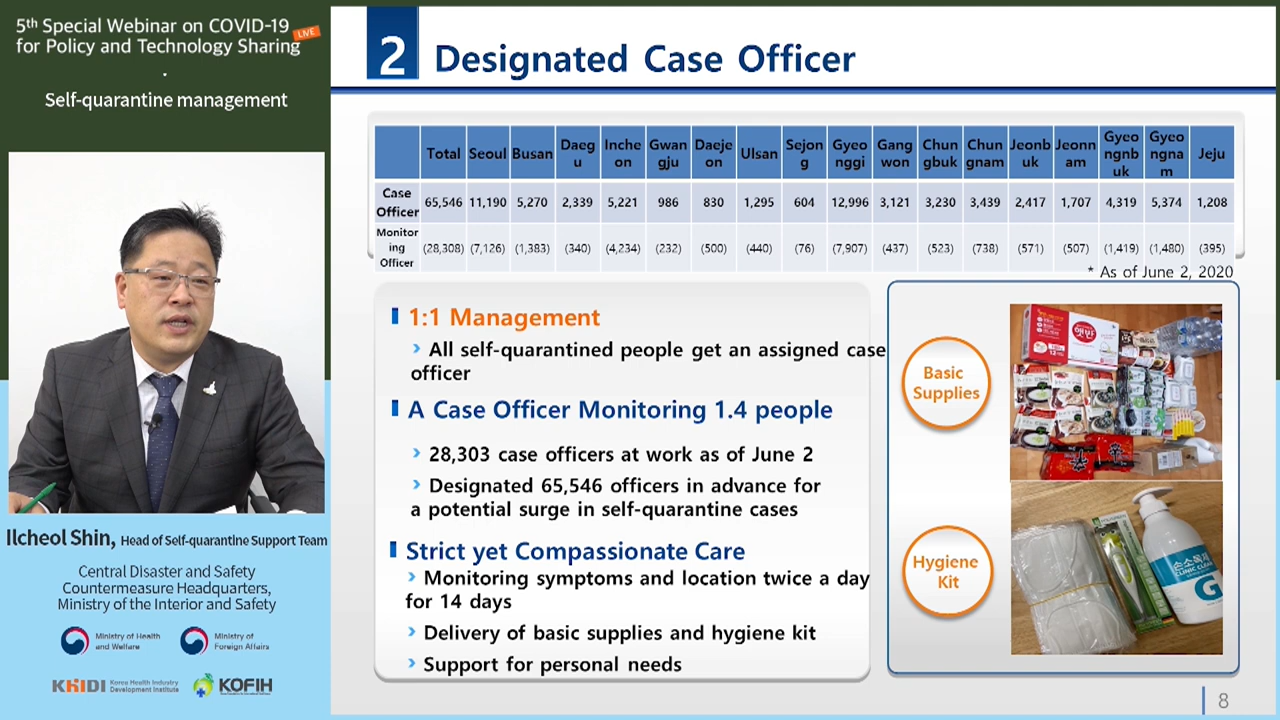 5th Special Webinar on COVID-19
for Policy and Technology Sharing LIVE
Self-quarantine management
Ilcheol Shin, Head of Self-quarantine Support Team
Central Disaster and Safety
Countermeasure Headquarters,
Ministry of the Interior and Safety
Ministry of Health
and Welfare
Ministry of
Foreign Affairs
KHIDI Korea Health Industry
Development Institute
KOFIH
2 Designated Case Officer
Total Seoul Busan Daegu Incheon Gwangju Daejeon Ulsan Sejong Gyeonggi Gangwon Chungbuk Chungnam Jeonbuk Jeonnam Gyeongnbuk Gyeongnam Jeju
Case Officer 65,546 11,190 5,270 2,339 5,221 986 830 1,295 604 12,996 3,121 3,230 3,439 2,417 1,707 4,319 5,374 1,208
Monitoring Officer (28,308) (7,126) (1,383) (340) (4,234) (232) (500) (440) (76) (7,907) (437) (523) (738) (571) (507) (1,419) (1,480) (395)
* As of June 2, 2020
1:1 Management
› All self-quarantined people get an assigned case
officer
A Case Officer Monitoring 1.4 people
› 28,303 case officers at work as of June 2
› Designated 65,546 officers in advance for
a potential surge in self-quarantine cases
Strict yet Compassionate Care
› Monitoring symptoms and location twice a day
for 14 days
› Delivery of basic supplies and hygiene kit
› Support for personal needs
Basic
Supplies
햇반
Hygiene
Kit
손소독제
CLINIC CLEAN
G
8